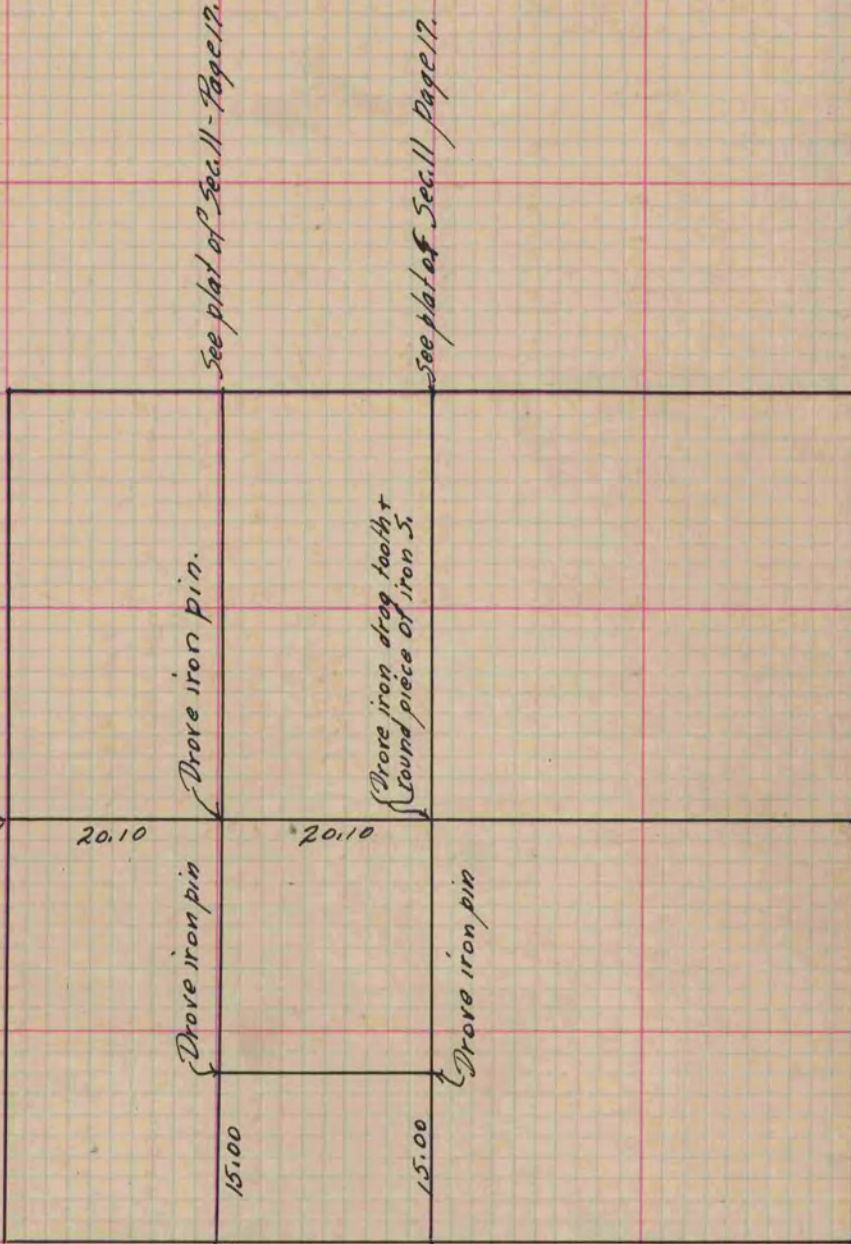 See plat of Sec. 11 - Page 17.
See plat of Sec. 11 page 17.
Drove iron pin.
Drove iron drag tooth +
round piece of iron S.
20.10
20.10
Drove iron pin
Drove iron pin
15.00
15.00